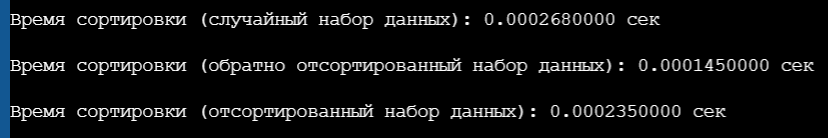 Время сортировки (случайный набор данных): 0.0002680000 сек
Время сортировки (обратно отсортированный набор данных): 0.0001450000 сек
Время сортировки (отсортированный набор данных): 0.0002350000 сек